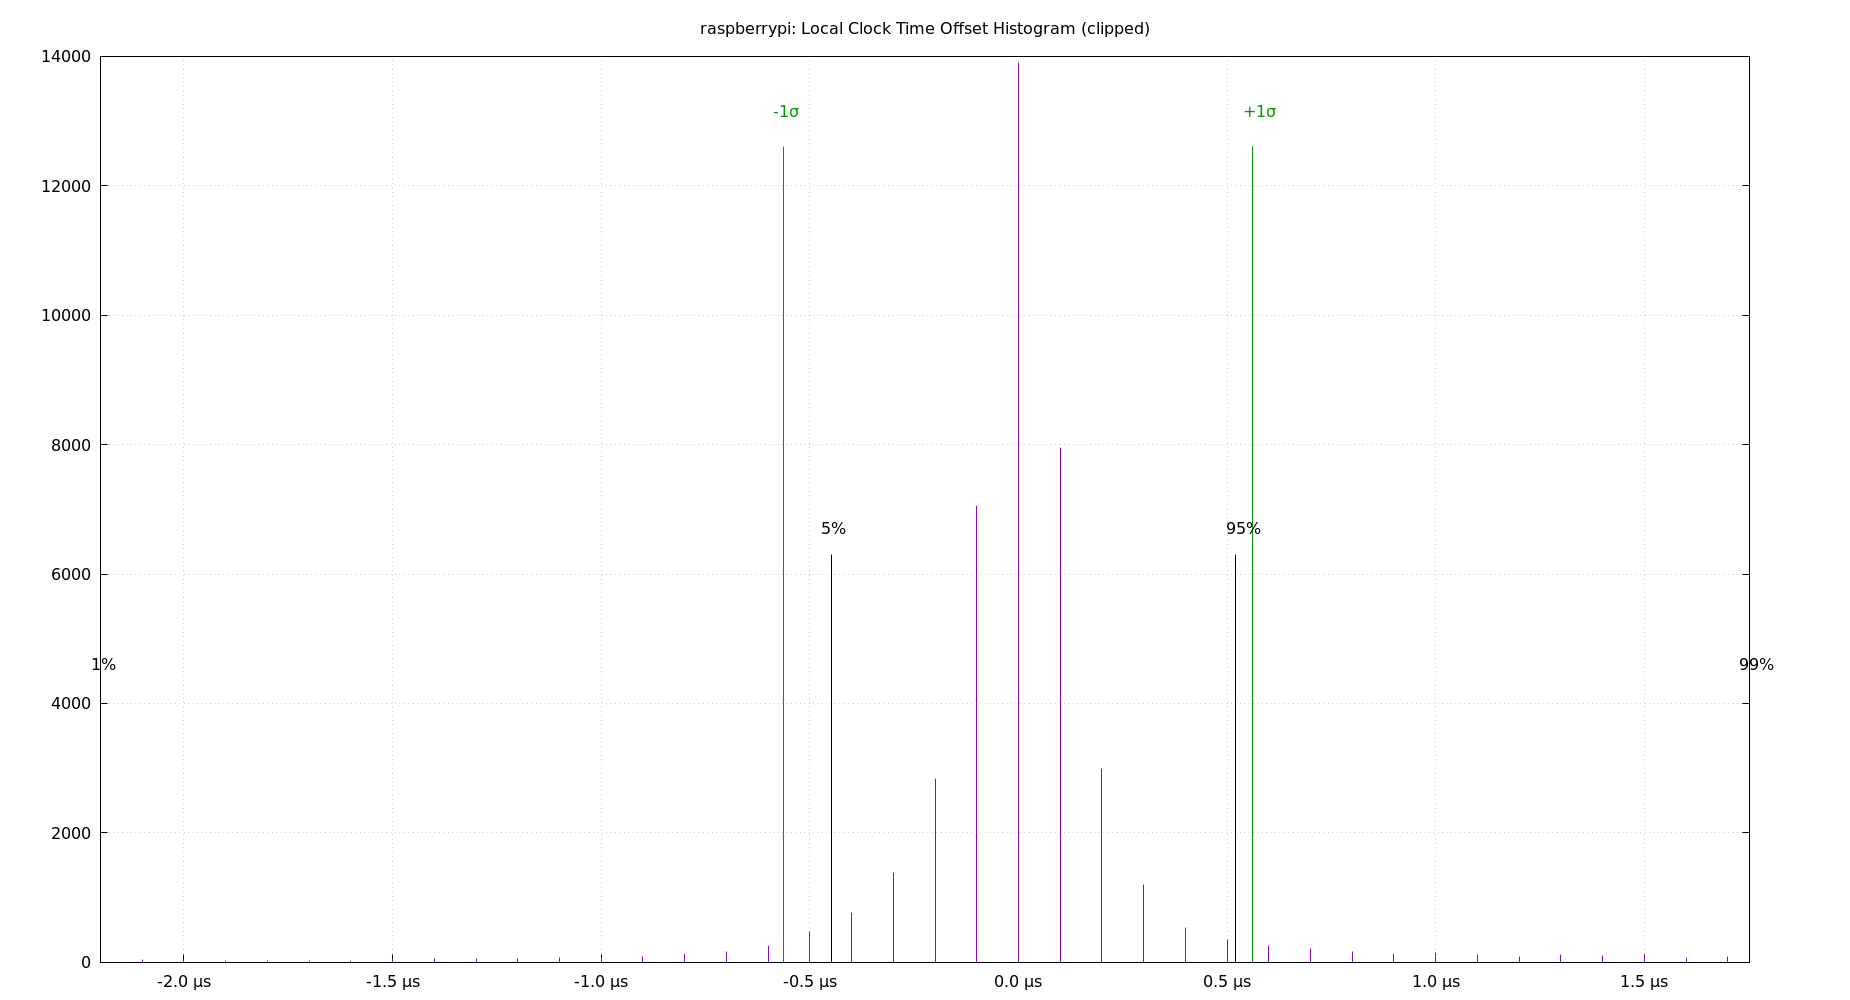 raspberrypi: Local Clock Time Offset Histogram (clipped)
14000
-1σ
+1σ
12000
10000
8000
5%
95%
6000
1%
99%
4000
2000
0
-2.0 µs
-1.5 µs
-1.0 µs
-0.5 µs
0.0 µs
0.5 µs
1.0 µs
1.5 µs